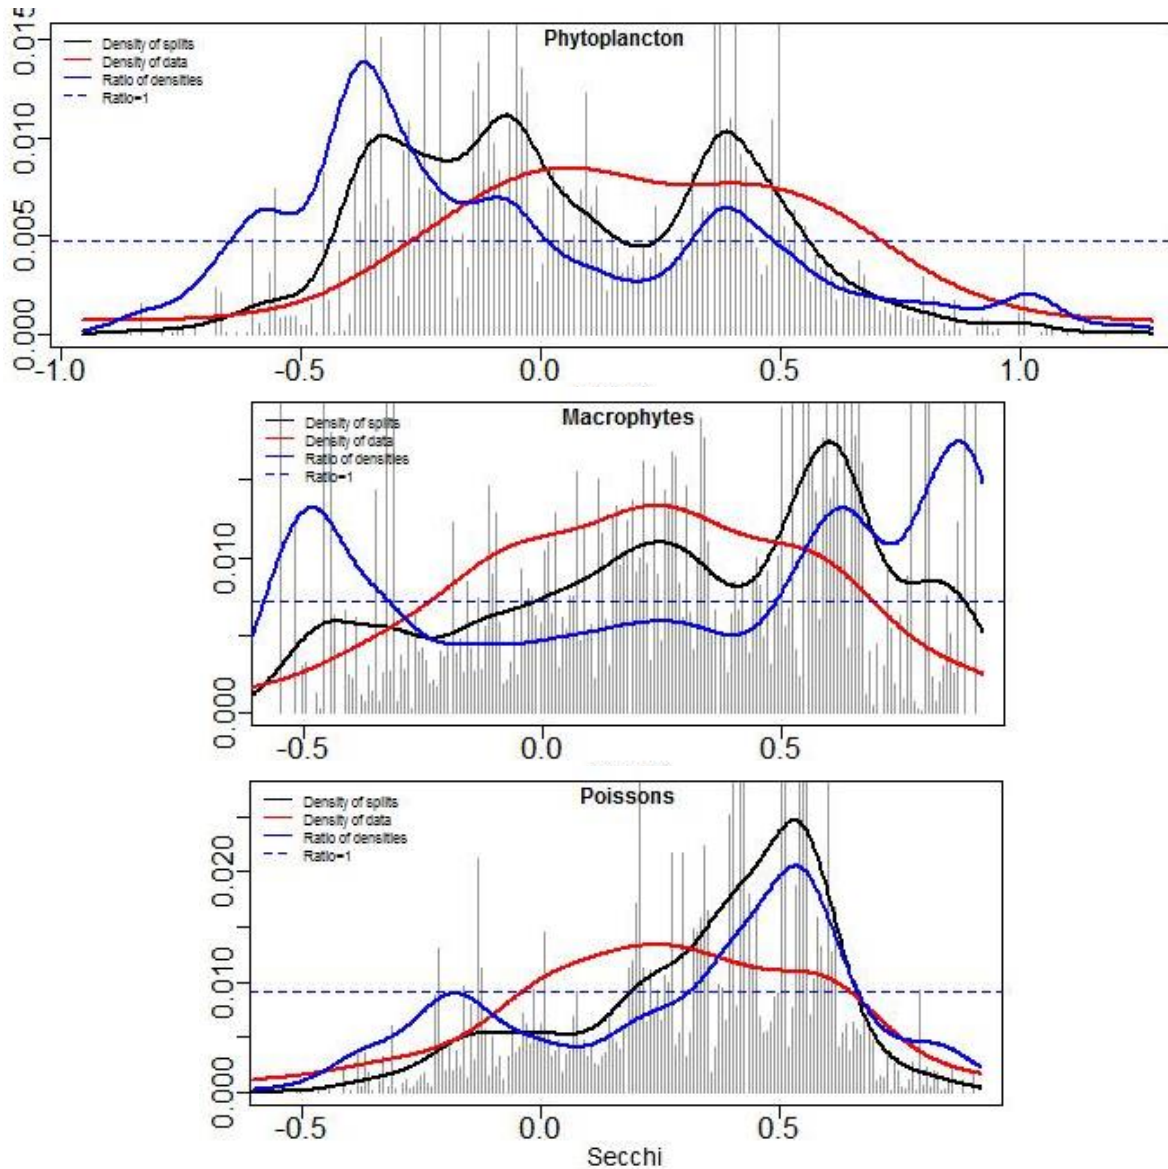 Phytoplancton
Density of splits
Density of data
Ratio of densities
Ratio=1
0.015
0.010
0.005
0.000
-1.0 -0.5 0.0 0.5 1.0
Macrophytes
Density of splits
Density of data
Ratio of densities
Ratio=1
0.010
0.000
-0.5 0.0 0.5
Poissons
Density of splits
Density of data
Ratio of densities
Ratio=1
0.020
0.010
0.000
-0.5 0.0 0.5
Secchi